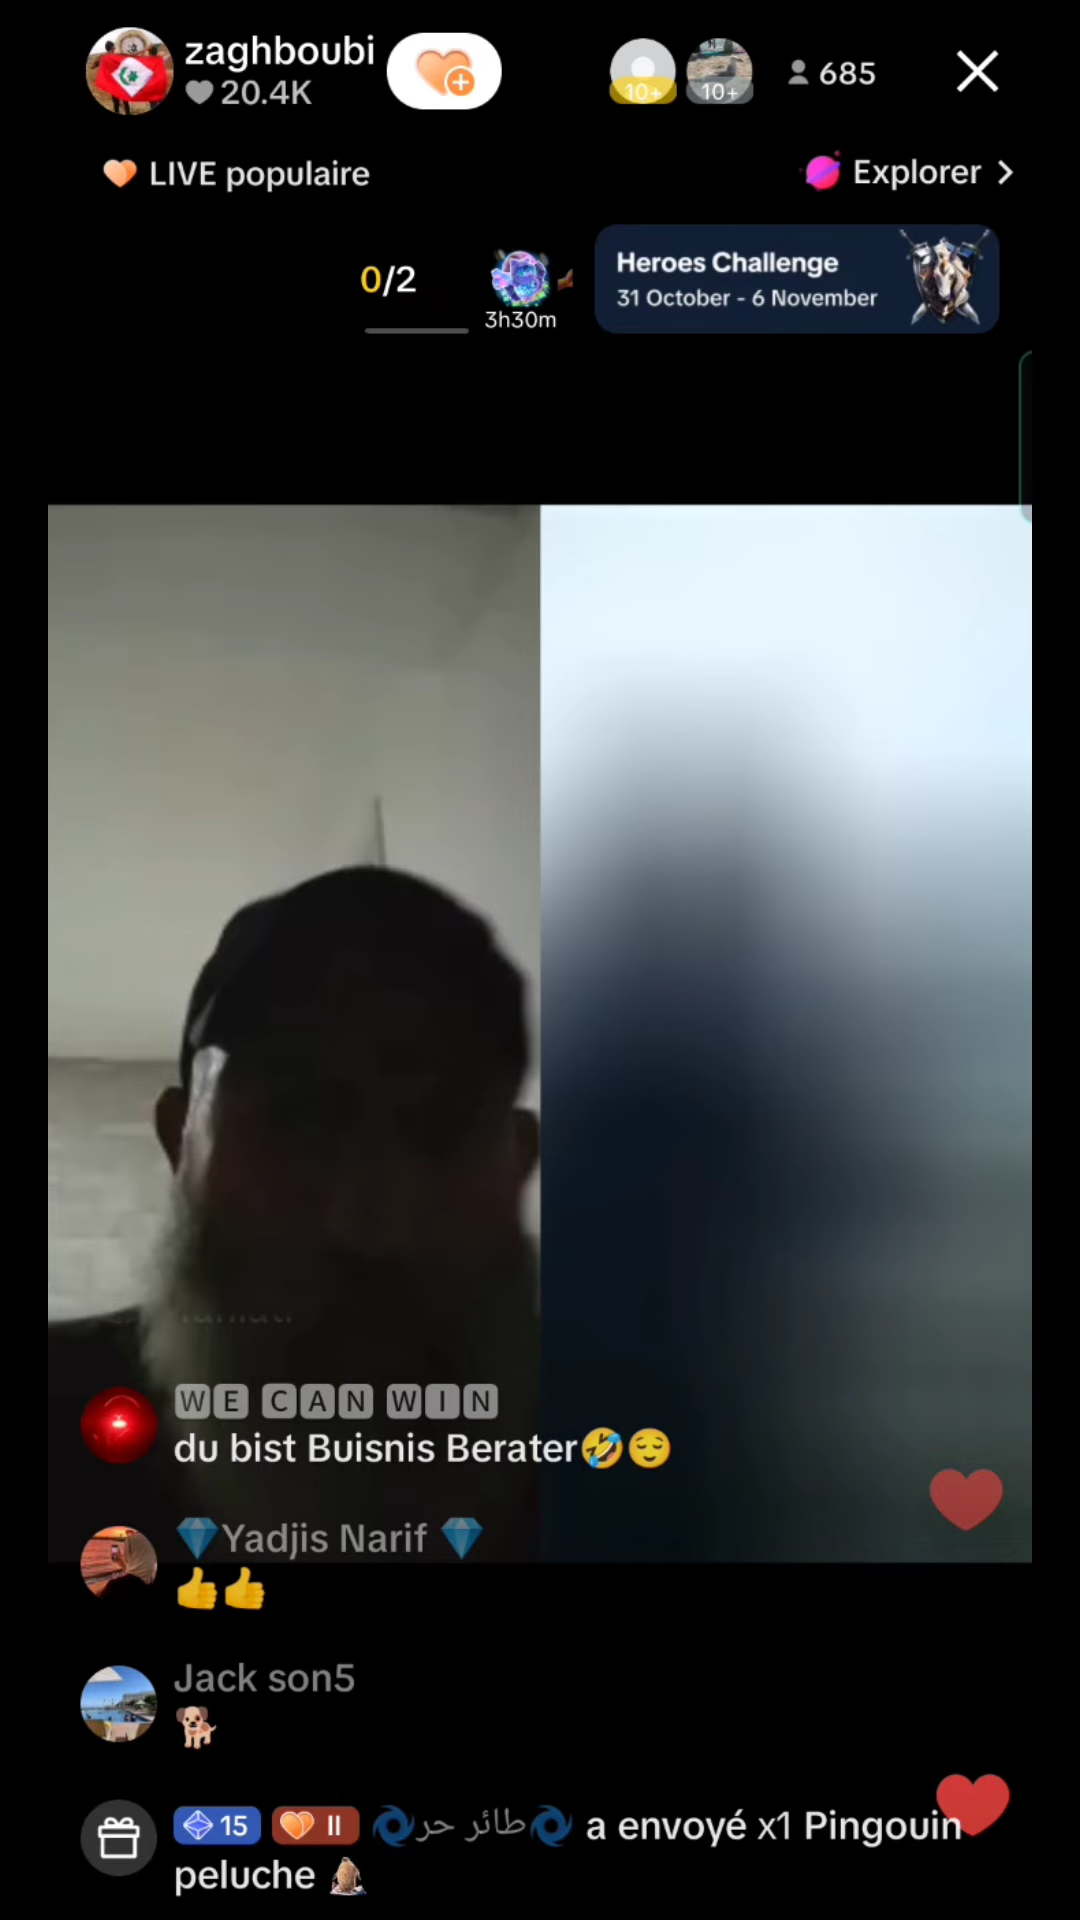 zaghboubi
20.4K
10+
10+
685
LIVE populaire
Explorer
0/2
3h30m
Heroes Challenge
31 October - 6 November
WE CAN WIN
du bist Buisnis Berater🤣😌
💎Yadjis Narif 💎
👍👍
Jack son5
🐕
15 II 🌀طائر حر🌀 a envoyé x1 Pingouin
peluche